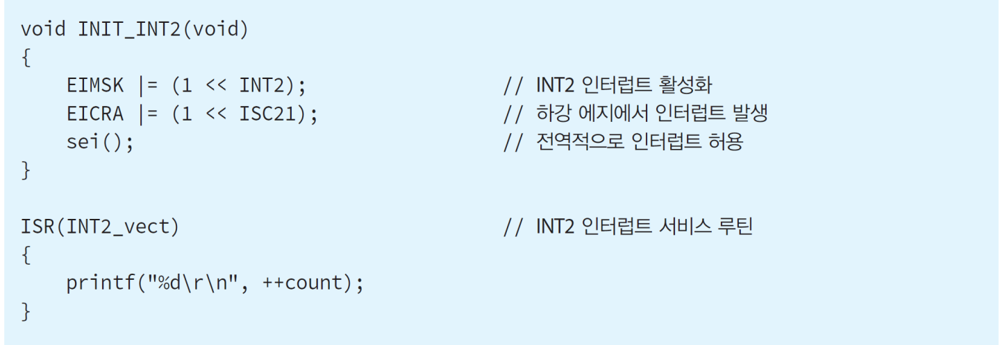 void INIT_INT2(void)
{
    EIMSK |= (1 << INT2);                // INT2 인터럽트 활성화
    EICRA |= (1 << ISC21);               // 하강 에지에서 인터럽트 발생
    sei();                               // 전역적으로 인터럽트 허용
}

ISR(INT2_vect)                           // INT2 인터럽트 서비스 루틴
{
    printf("%d\r\n", ++count);
}